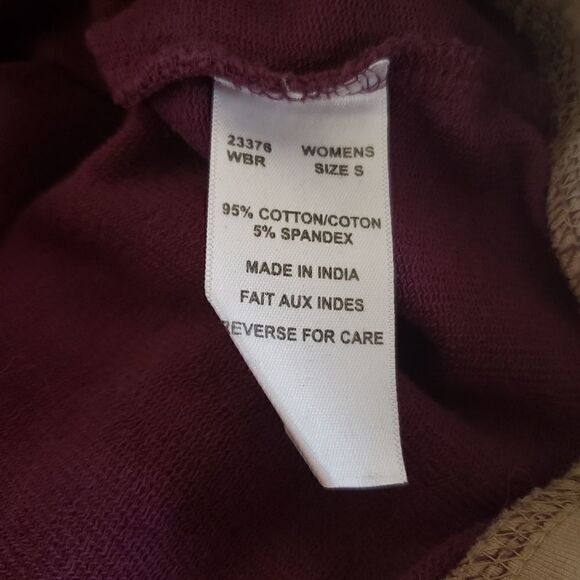 23376 WOMENS
WBR SIZE S
95% COTTON/COTON
5% SPANDEX
MADE IN INDIA
FAIT AUX INDES
REVERSE FOR CARE